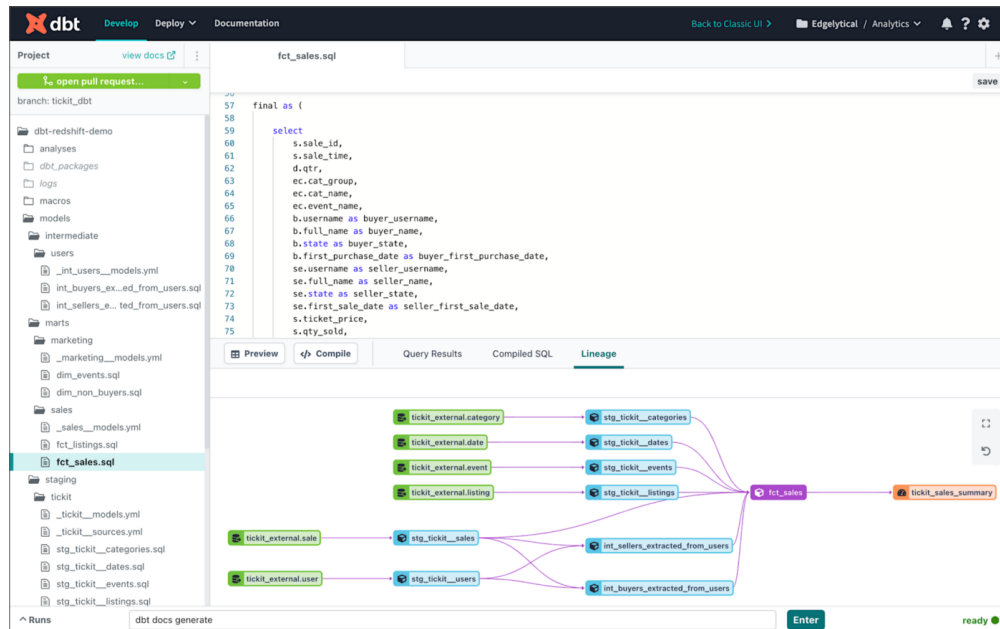 dbt
Develop
Deploy
Documentation
Back to Classic UI
Edgelytical / Analytics
Project
view docs
open pull request...
branch: tickit_dbt
dbt-redshift-demo
analyses
dbt_packages
logs
macros
models
intermediate
users
_int_users__models.yml
int_buyers_ex...ed_from_users.sql
int_sellers_e... ted_from_users.sql
marts
marketing
_marketing__models.yml
dim_events.sql
dim_non_buyers.sql
sales
_sales__models.yml
fct_listings.sql
fct_sales.sql
staging
tickit
_tickit__models.yml
_tickit__sources.yml
stg_tickit__categories.sql
stg_tickit__dates.sql
stg_tickit__events.sql
stg_tickit__listings.sql
fct_sales.sql
save
57 final as (
58
59 select
60 s.sale_id,
61 s.sale_time,
62 d.qtr,
63 ec.cat_group,
64 ec.cat_name,
65 ec.event_name,
66 b.username as buyer_username,
67 b.full_name as buyer_name,
68 b.state as buyer_state,
69 b.first_purchase_date as buyer_first_purchase_date,
70 se.username as seller_username,
71 se.full_name as seller_name,
72 se.state as seller_state,
73 se.first_sale_date as seller_first_sale_date,
74 s.ticket_price,
75 s.qty_sold,
Preview
</> Compile
Query Results
Compiled SQL
Lineage
tickit_external.category
stg_tickit__categories
tickit_external.date
stg_tickit__dates
tickit_external.event
stg_tickit__events
tickit_external.listing
stg_tickit__listings
fct_sales
tickit_sales_summary
tickit_external.sale
stg_tickit__sales
int_sellers_extracted_from_users
tickit_external.user
stg_tickit__users
int_buyers_extracted_from_users
Runs
dbt docs generate
Enter
ready